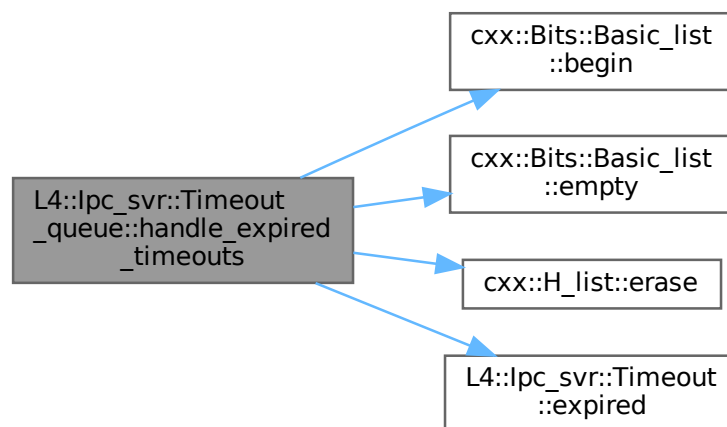 cxx::Bits::Basic_list
::begin
cxx::Bits::Basic_list
::empty
L4::Ipc_svr::Timeout
_queue::handle_expired
_timeouts
cxx::H_list::erase
L4::Ipc_svr::Timeout
::expired